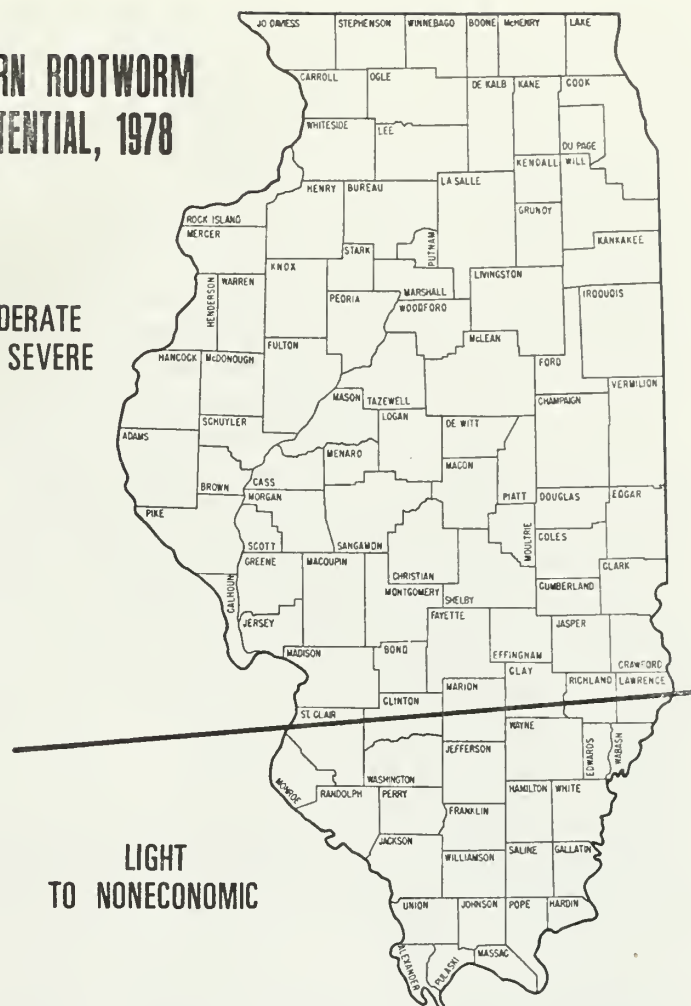 RN ROOTWORM
TENTIAL, 1978
DERATE
SEVERE
LIGHT
TO NONECONOMIC
JO DAVIESS STEPHENSON WINNEBAGO BOONE McHENRY LAKE
CARROLL OGLE DE KALB KANE COOK
WHITESIDE LEE DU PAGE
KENDALL WILL
HENRY BUREAU LA SALLE
GRUNDY
ROCK ISLAND
MERCER
STARK PUTNAM KANKAKEE
KNOX
HENDERSON WARREN PEORIA MARSHALL LIVINGSTON
WOODFORD IROQUOIS
FULTON McLEAN
HANCOCK McDONOUGH FORD
VERMILION
MASON TAZEWELL CHAMPAIGN
LOGAN
ADAMS SCHUYLER DE WITT
MENARD
MACON
BROWN CASS
MORGAN PIATT DOUGLAS EDGAR
PIKE
SCOTT SANGAMON MOULTRIE COLES
GREENE MACOUPIN
CHRISTIAN CLARK
CALHOUN MONTGOMERY SHELBY CUMBERLAND
JERSEY FAYETTE JASPER
MADISON BOND EFFINGHAM CRAWFORD
CLAY
RICHLAND LAWRENCE
CLINTON MARION
ST. CLAIR
WAYNE
JEFFERSON EDWARDS WABASH
MONROE WASHINGTON
RANDOLPH PERRY HAMILTON WHITE
FRANKLIN
JACKSON
WILLIAMSON SALINE GALLATIN
UNION JOHNSON POPE HARDIN
ALEXANDER PULASKI MASSAC